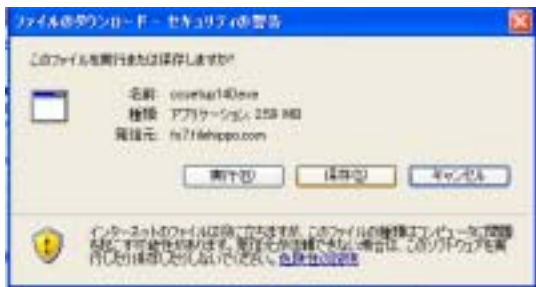 ファイルのダウンロード - セキュリティの警告
このファイルを実行または保存しますか?
名前: ccsetup140.exe
種類: アプリケーション, 2.59 MB
発信元: fs7.filehippo.com
実行(R)
保存(S)
キャンセル
インターネットのファイルは役に立ちますが、このファイルの種類はコンピュータに問題
を起こす可能性があります。発信元が信頼できない場合は、このソフトウェアを実
行したり保存したりしないでください。危険性の説明